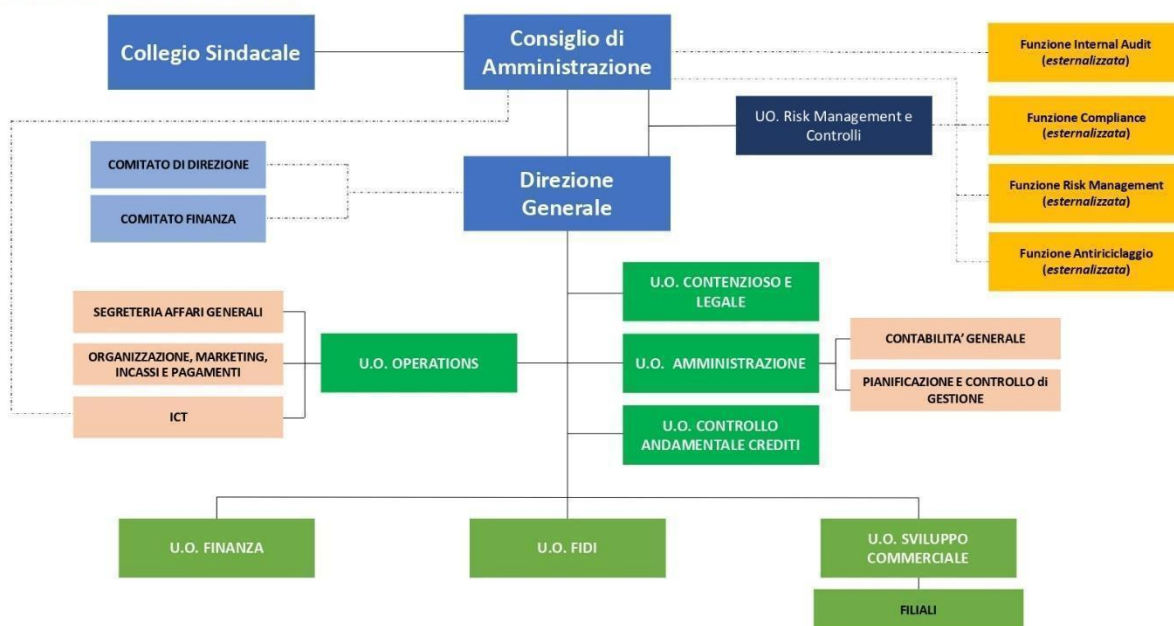 Collegio Sindacale
Consiglio di
Amministrazione
Funzione Internal Audit
(esternalizzata)
UO. Risk Management e
Controlli
Funzione Compliance
(esternalizzata)
COMITATO DI DIREZIONE
COMITATO FINANZA
Direzione
Generale
Funzione Risk Management
(esternalizzata)
Funzione Antiriciclaggio
(esternalizzata)
U.O. CONTENZIOSO E
LEGALE
SEGRETERIA AFFARI GENERALI
ORGANIZZAZIONE, MARKETING,
INCASSI E PAGAMENTI
ICT
U.O. OPERATIONS
U.O. AMMINISTRAZIONE
CONTABILITA’ GENERALE
PIANIFICAZIONE E CONTROLLO di
GESTIONE
U.O. CONTROLLO
ANDAMENTALE CREDITI
U.O. FINANZA
U.O. FIDI
U.O. SVILUPPO
COMMERCIALE
FILIALI